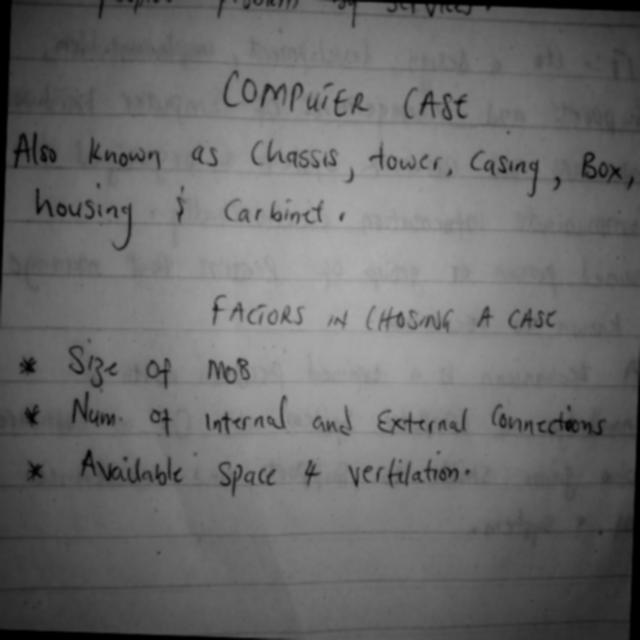 COMPUTER CASE
Also known as Chassis, tower, Casing, Box,
housing & Carbinet.
FACTORS IN CHOSING A CASE
* Size of MOB
* Num. of Internal and External Connections
* Available space 4 vertilation.